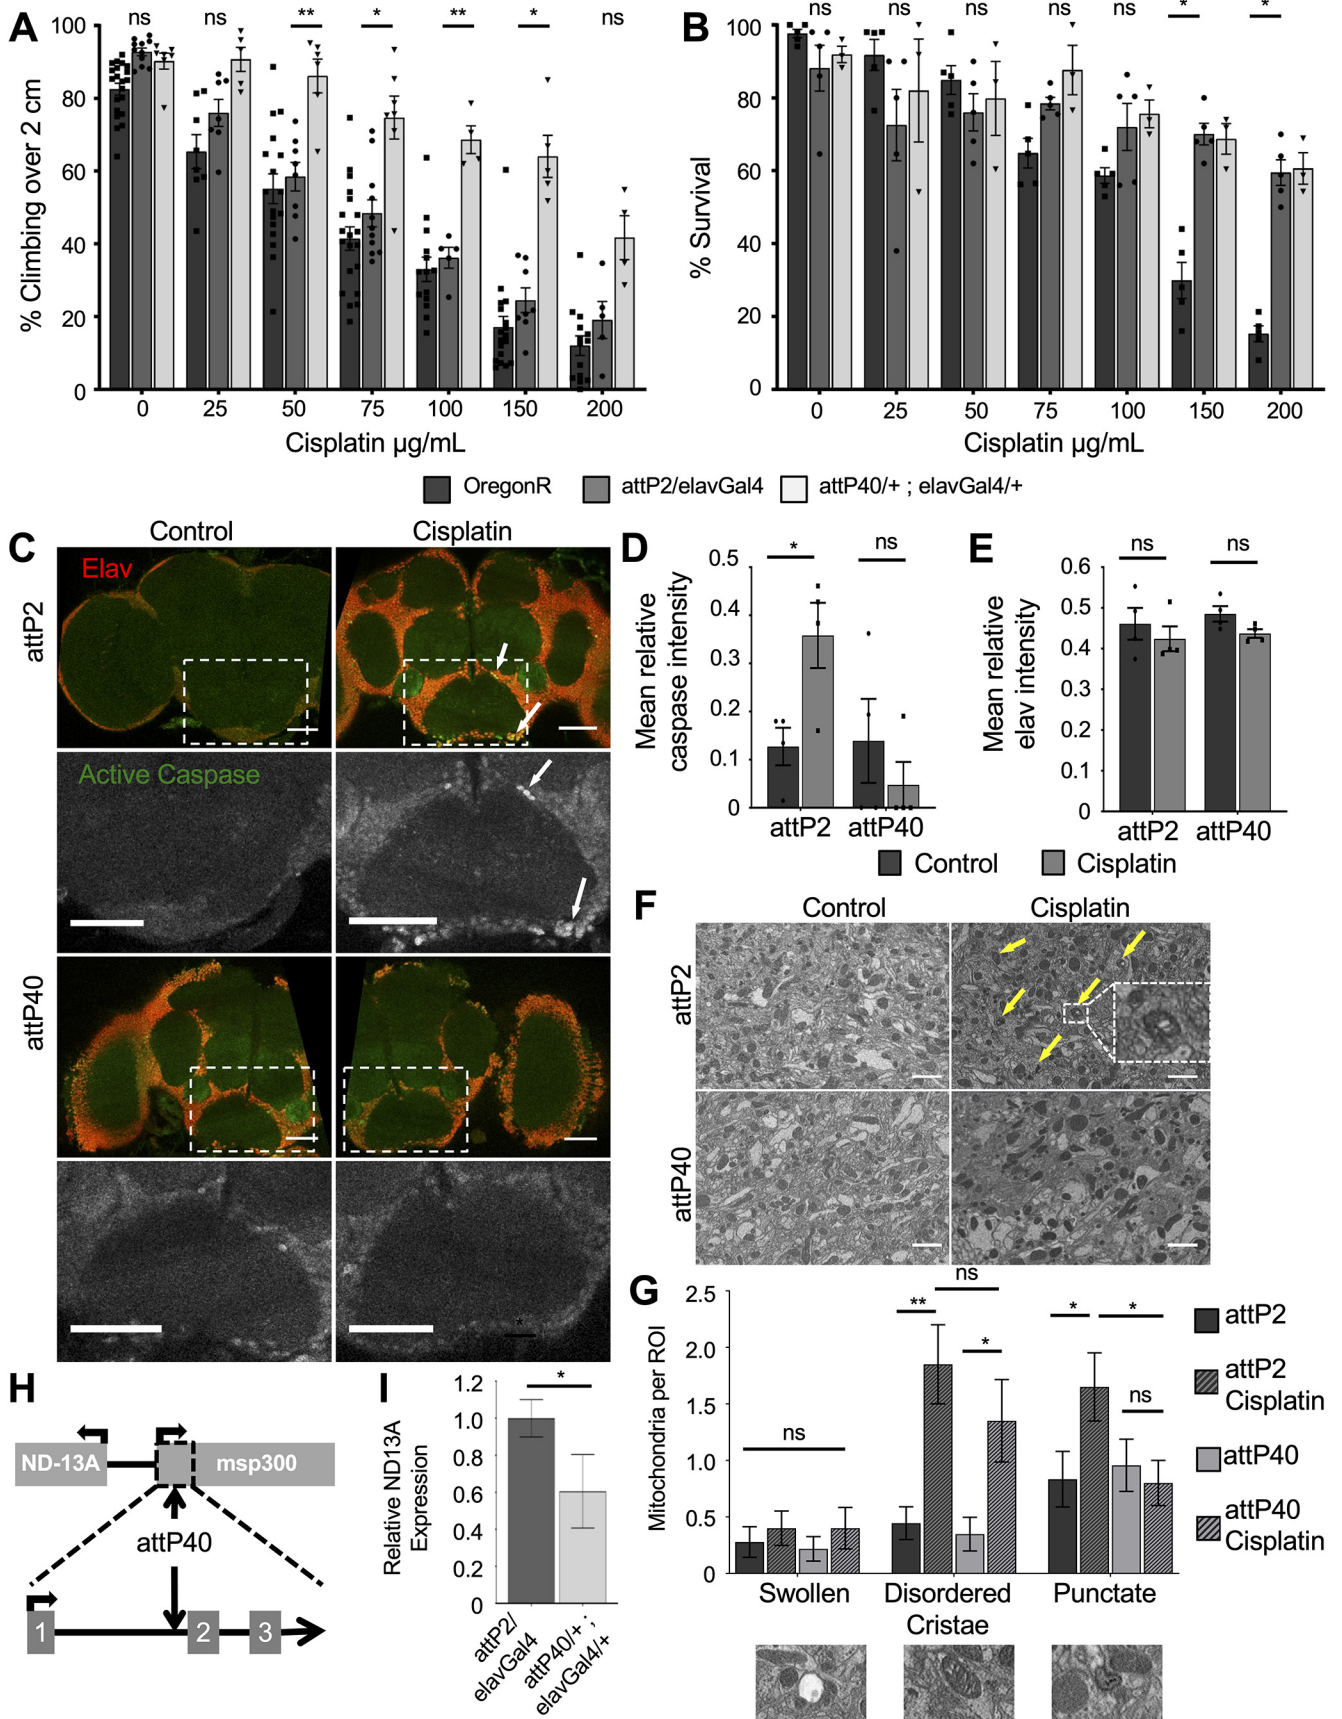 A
% Climbing over 2 cm
100
80
60
40
20
0
ns ns ** * ** * ns
0 25 50 75 100 150 200
Cisplatin µg/mL
B
% Survival
100
80
60
40
20
0
ns ns ns ns ns * *
0 25 50 75 100 150 200
Cisplatin µg/mL
OregonR attP2/elavGal4 attP40/+ ; elavGal4/+
C
Control Cisplatin
attP2
Elav
Active Caspase
attP40
*
D
Mean relative
caspase intensity
0.5
0.4
0.3
0.2
0.1
0
* ns
attP2 attP40
E
Mean relative
elav intensity
0.6
0.5
0.4
0.3
0.2
0.1
0
ns ns
attP2 attP40
Control Cisplatin
F
Control Cisplatin
attP2
attP40
G
Mitochondria per ROI
2.5
2.0
1.5
1.0
0.5
0
ns
** ns *
* * ns
Swollen Disordered Punctate
Cristae
attP2
attP2
Cisplatin
attP40
attP40
Cisplatin
H
ND-13A msp300
attP40
1 2 3
I
Relative ND13A
Expression
1.2
1.0
0.8
0.6
0.4
0.2
0
*
attP2/
elavGal4
attP40/+ ;
elavGal4/+